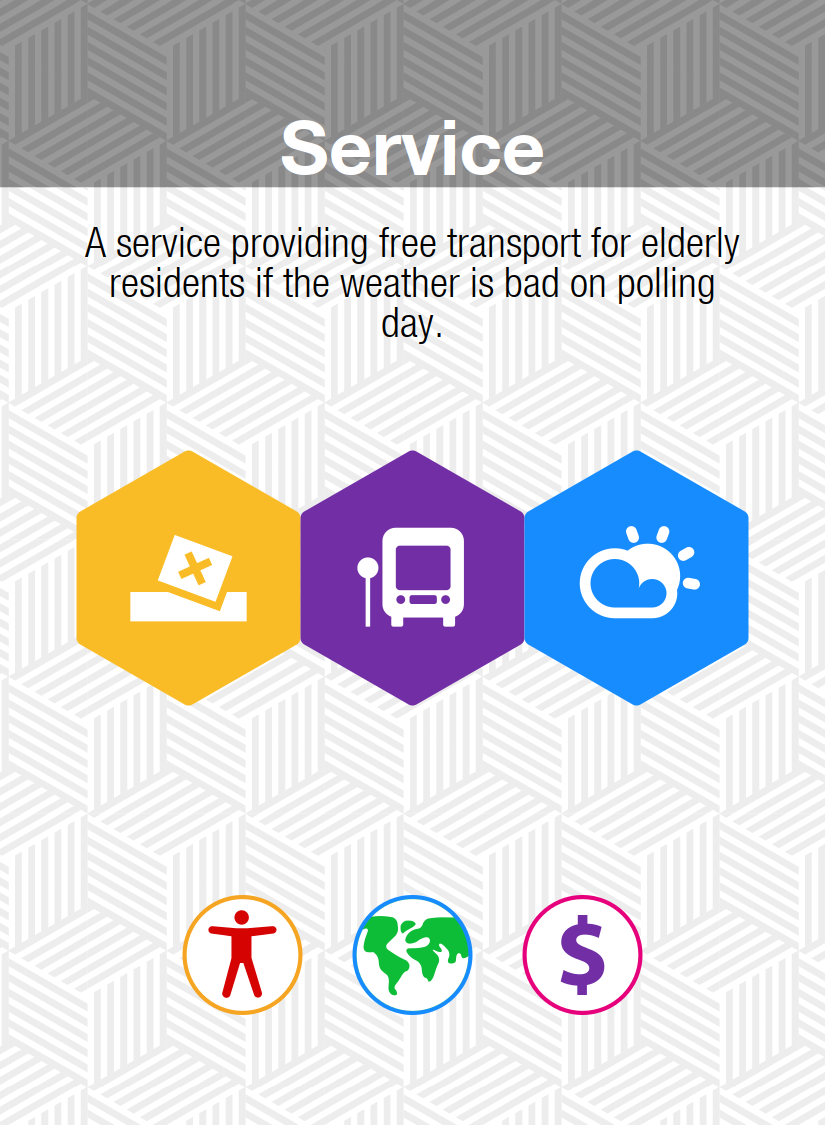 Service
A service providing free transport for elderly
residents if the weather is bad on polling
day.
$